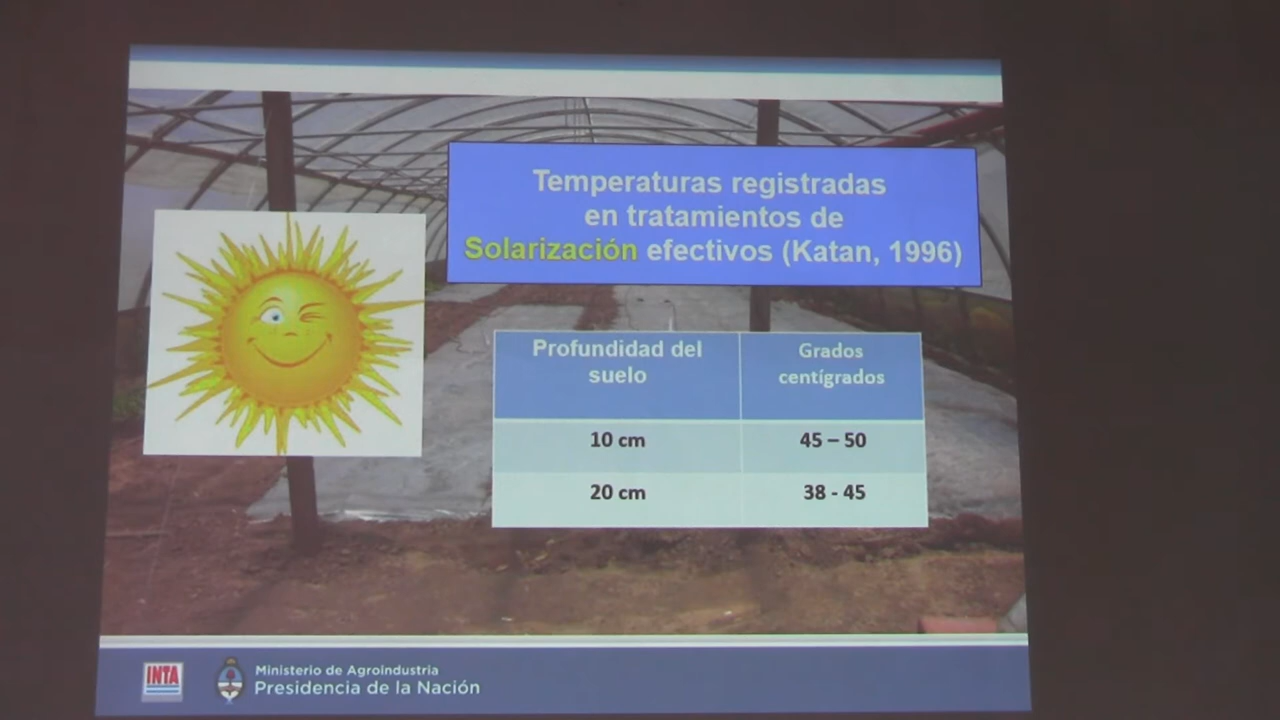 Temperaturas registradas
en tratamientos de
Solarización efectivos (Katan, 1996)
Profundidad del
suelo
Grados
centígrados
10 cm
45 – 50
20 cm
38 - 45
INTA
Ministerio de Agroindustria
Presidencia de la Nación